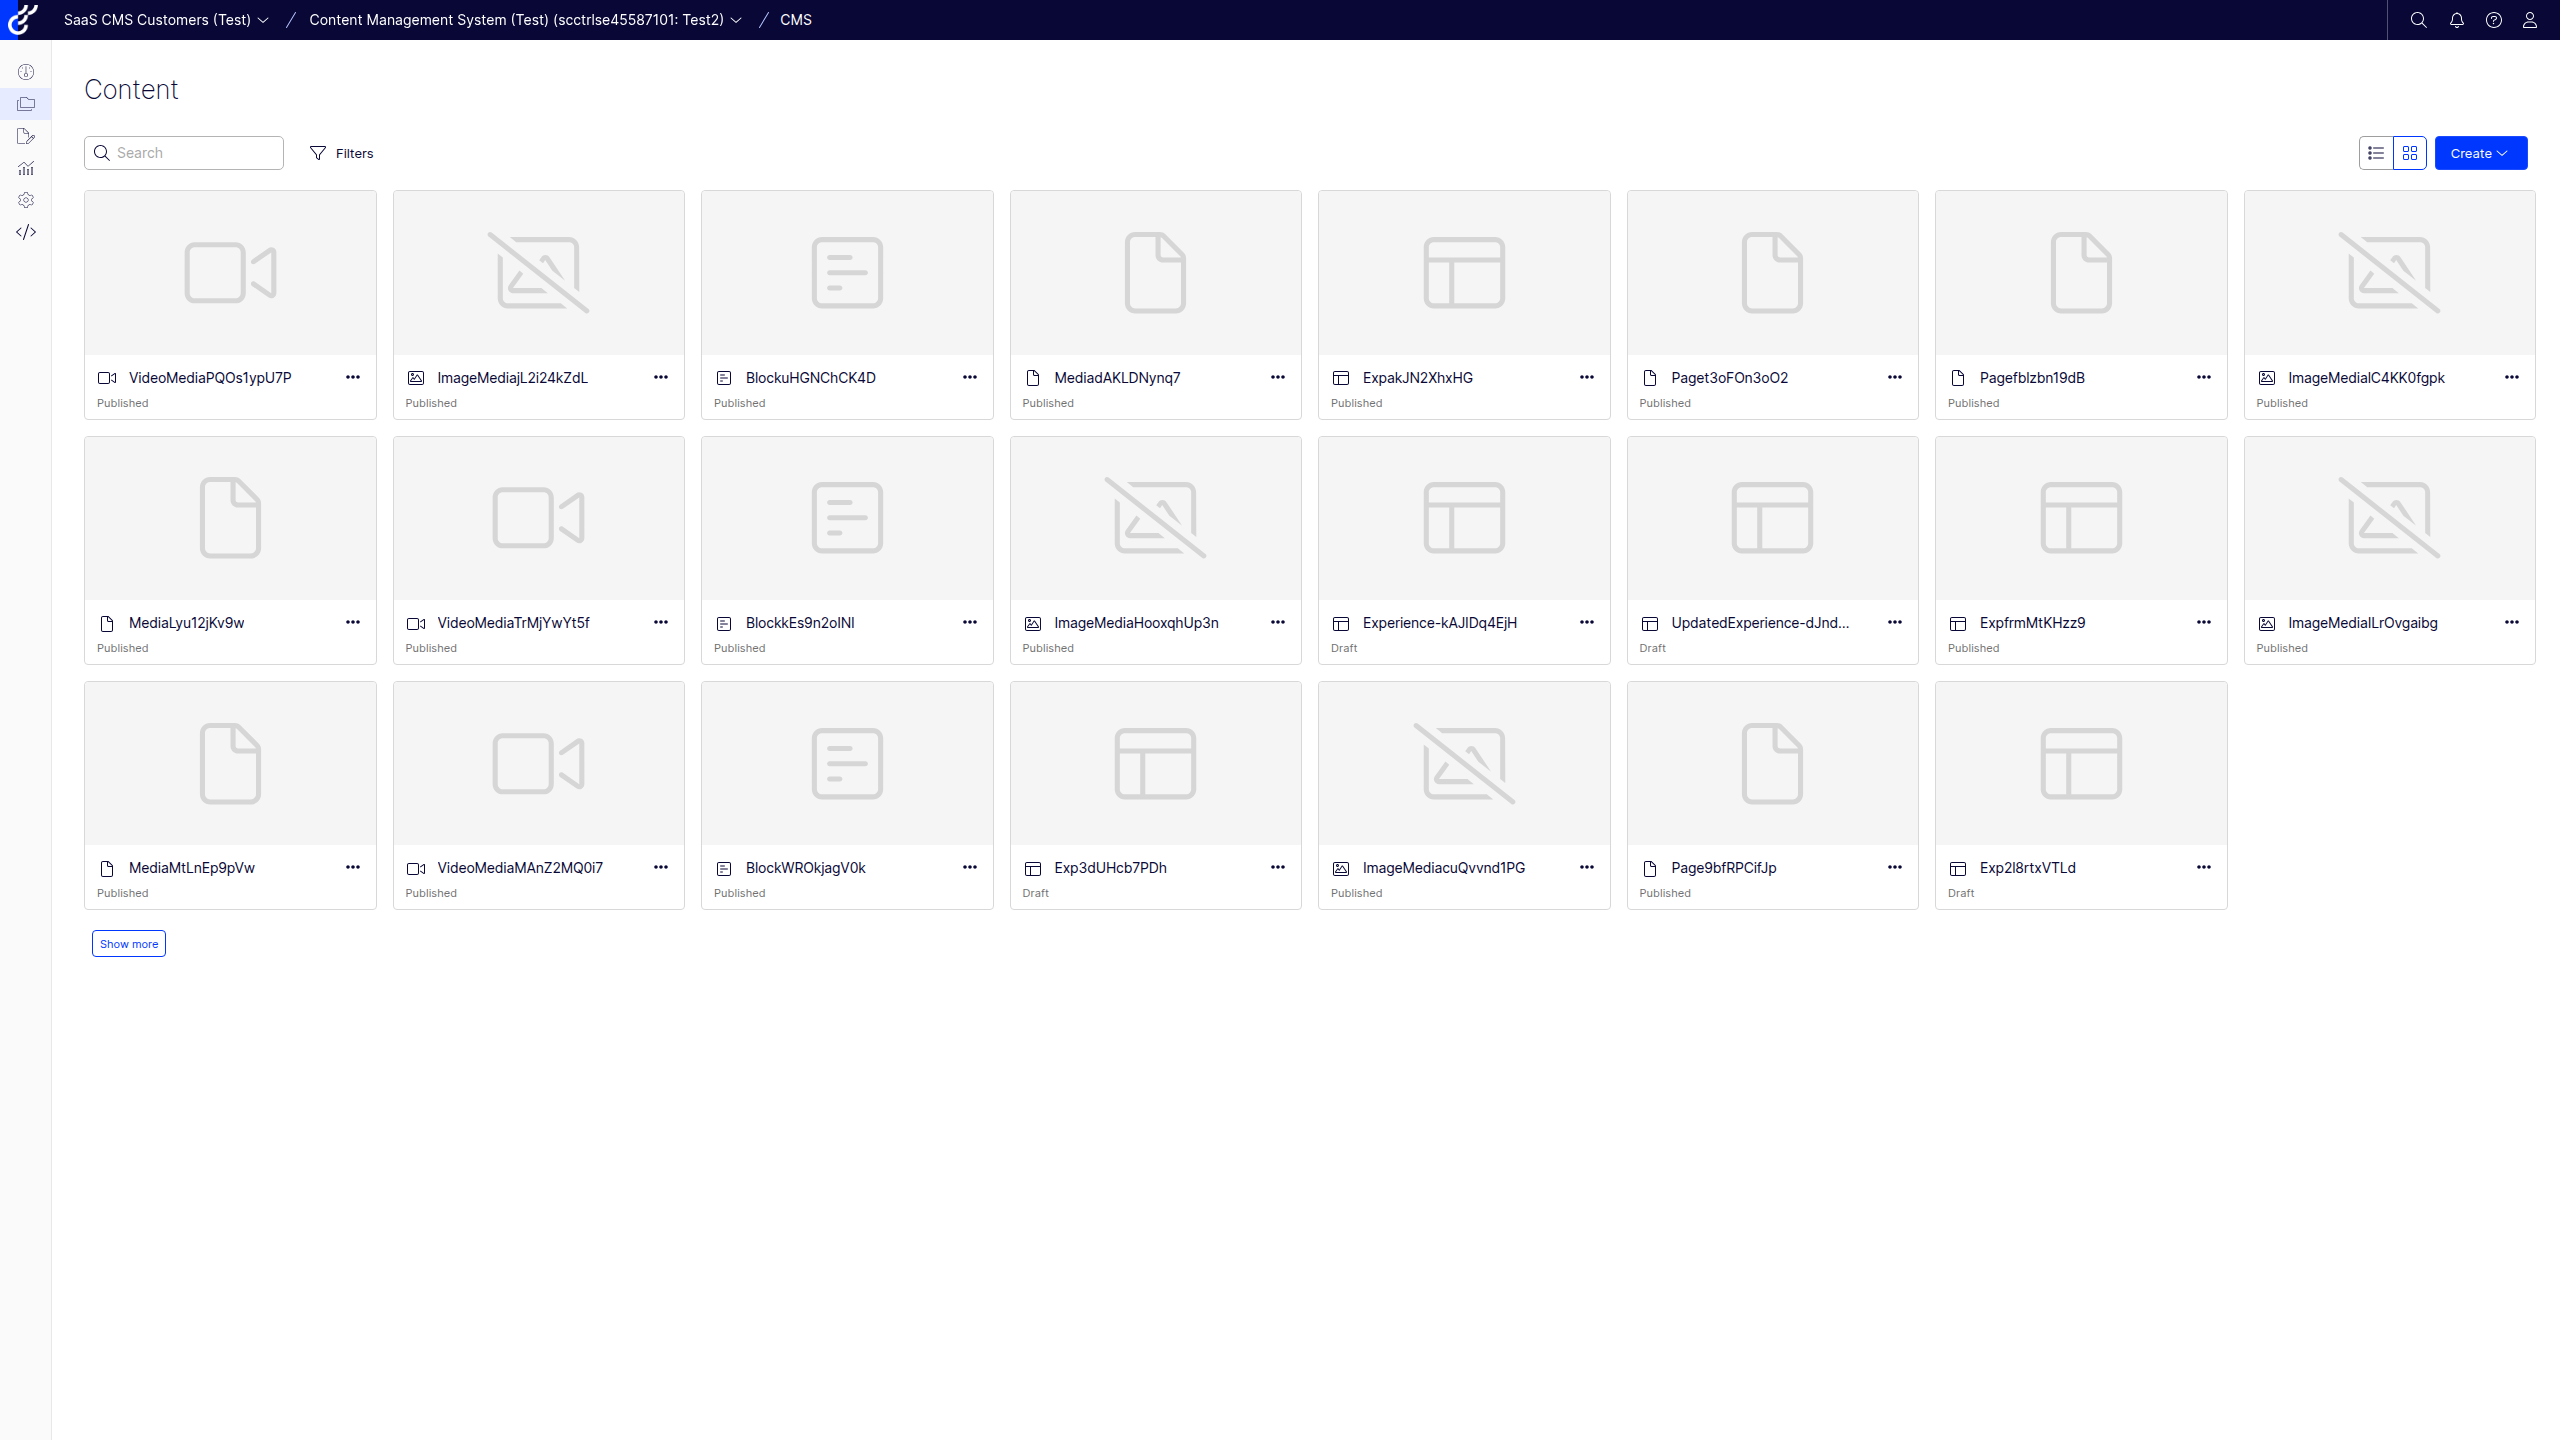 SaaS CMS Customers (Test) / Content Management System (Test) (scctrlse45587101: Test2) / CMS
Content
Search Filters Create
VideoMediaPQOs1ypU7P ImageMediajL2i24kZdL BlockuHGNChCK4D MediadAKLDNynq7 ExpakJN2XhxHG Paget3oFOn3oO2 Pagefblzbn19dB ImageMediaIC4KK0fgpk
Published Published Published Published Published Published Published Published
MediaLyu12jKv9w VideoMediaTrMjYwYt5f BlockkEs9n2oINl ImageMediaHooxqhUp3n Experience-kAJIDq4EjH UpdatedExperience-dJnd... ExpfrmMtKHzz9 ImageMediaILrOvgaibg
Published Published Published Published Draft Draft Published Published
MediaMtLnEp9pVw VideoMediaMAnZ2MQ0i7 BlockWROkjagV0k Exp3dUHcb7PDh ImageMediacuQvvnd1PG Page9bfRPCifJp Exp2l8rtxVTLd
Published Published Published Draft Published Published Draft
Show more